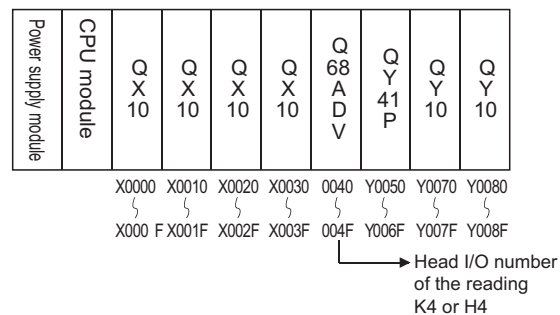 Power supply module
CPU module
QX10
QX10
QX10
QX10
Q68ADV
QY41P
QY10
QY10
X0000 X0010 X0020 X0030 0040 Y0050 Y0070 Y0080
X000 F X001F X002F X003F 004F Y006F Y007F Y008F
Head I/O number
of the reading
K4 or H4